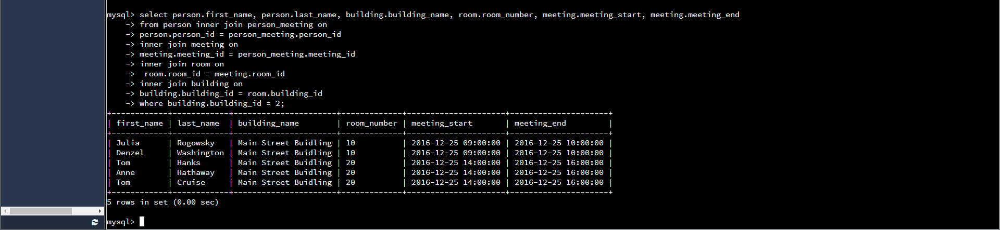 mysql> select person.first_name, person.last_name, building.building_name, room.room_number, meeting.meeting_start, meeting.meeting_end
    -> from person inner join person_meeting on
    -> person.person_id = person_meeting.person_id
    -> inner join meeting on
    -> meeting.meeting_id = person_meeting.meeting_id
    -> inner join room on
    ->  room.room_id = meeting.room_id
    -> inner join building on
    -> building.building_id = room.building_id
    -> where building.building_id = 2;
+------------+------------+----------------------+-------------+---------------------+---------------------+
| first_name | last_name  | building_name        | room_number | meeting_start       | meeting_end         |
+------------+------------+----------------------+-------------+---------------------+---------------------+
| Julia      | Rogowsky   | Main Street Buidling | 10          | 2016-12-25 09:00:00 | 2016-12-25 10:00:00 |
| Denzel     | Washington | Main Street Buidling | 10          | 2016-12-25 09:00:00 | 2016-12-25 10:00:00 |
| Tom        | Hanks      | Main Street Buidling | 20          | 2016-12-25 14:00:00 | 2016-12-25 16:00:00 |
| Anne       | Hathaway   | Main Street Buidling | 20          | 2016-12-25 14:00:00 | 2016-12-25 16:00:00 |
| Tom        | Cruise     | Main Street Buidling | 20          | 2016-12-25 14:00:00 | 2016-12-25 16:00:00 |
+------------+------------+----------------------+-------------+---------------------+---------------------+
5 rows in set (0.00 sec)
mysql>